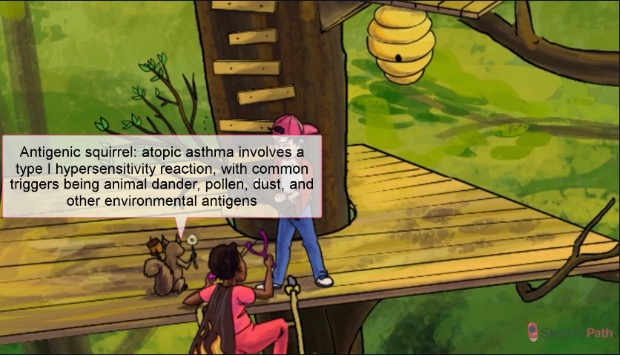 Antigenic squirrel: atopic asthma involves a
type I hypersensitivity reaction, with common
triggers being animal dander, pollen, dust, and
other environmental antigens
Path